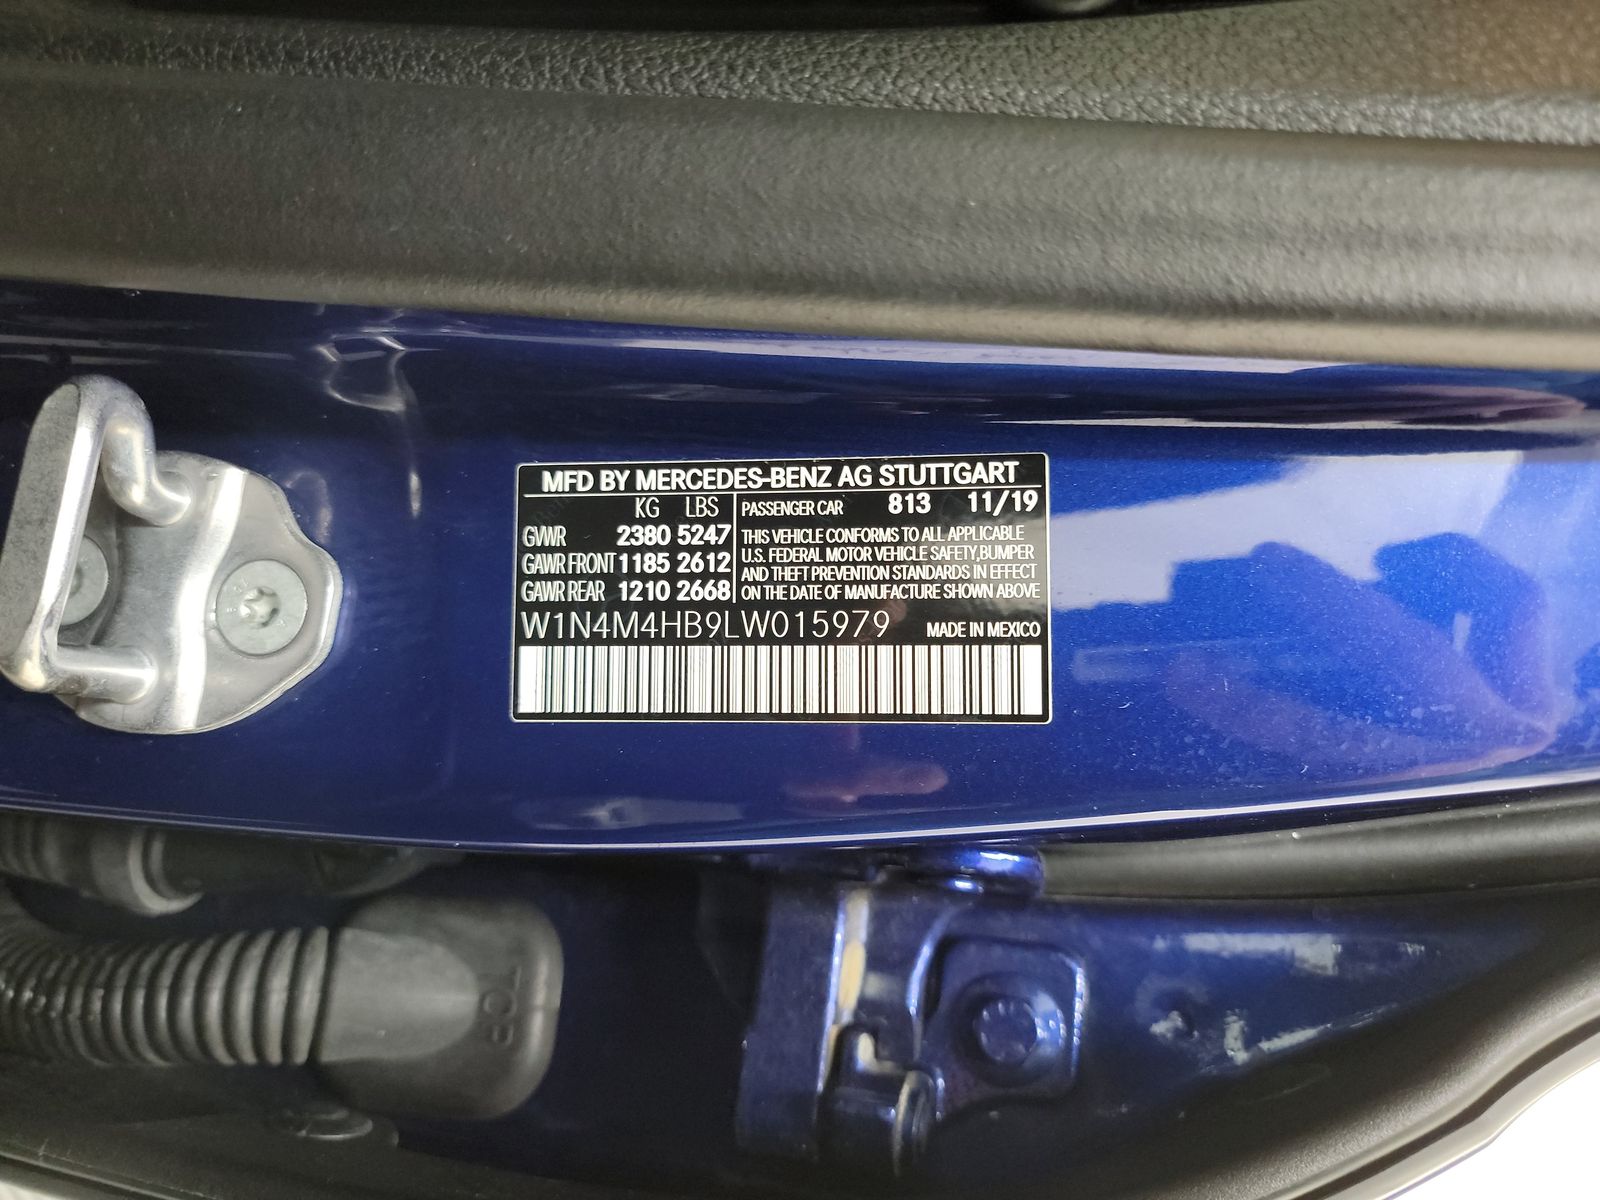 MFD BY MERCEDES-BENZ AG STUTTGART
KG LBS
GVWR 2380 5247
GAWR FRONT 1185 2612
GAWR REAR 1210 2668
PASSENGER CAR 813 11/19
THIS VEHICLE CONFORMS TO ALL APPLICABLE
U.S. FEDERAL MOTOR VEHICLE SAFETY,BUMPER
AND THEFT PREVENTION STANDARDS IN EFFECT
ON THE DATE OF MANUFACTURE SHOWN ABOVE
W1N4M4HB9LW015979 MADE IN MEXICO
TOP